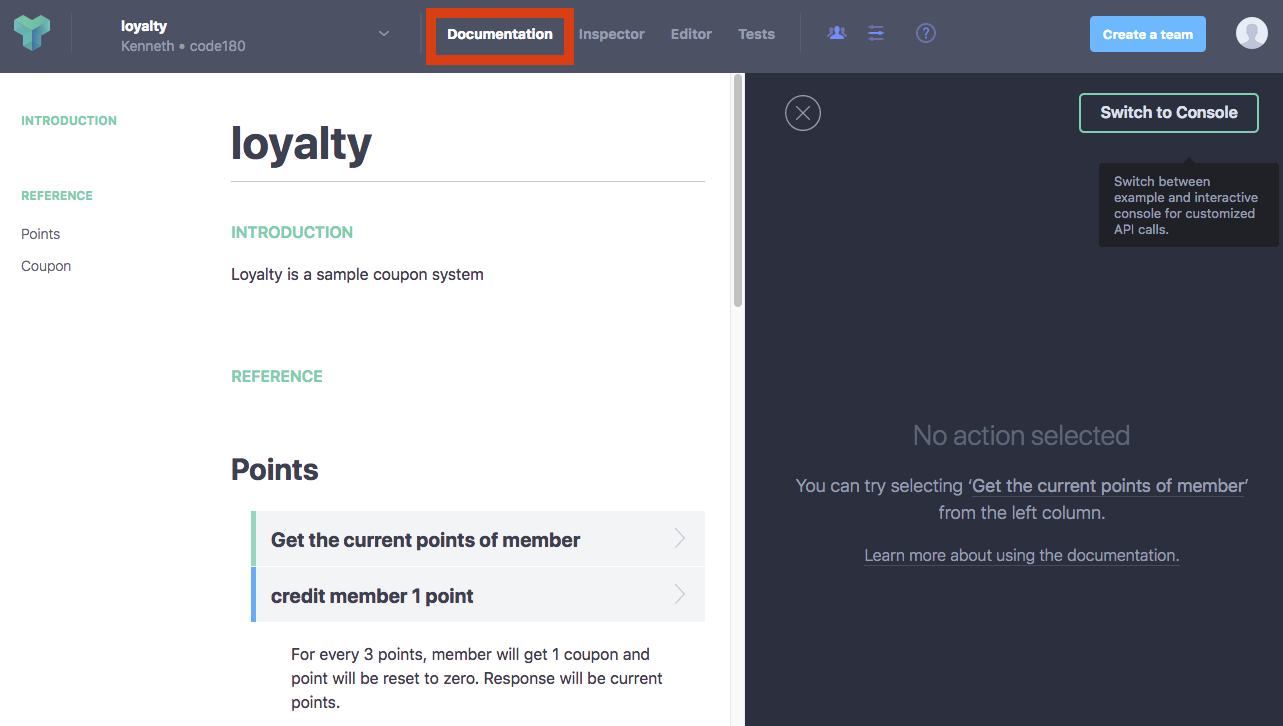 loyalty
Kenneth • code180
Documentation
Inspector
Editor
Tests
?
Create a team
INTRODUCTION
REFERENCE
Points
Coupon
loyalty
INTRODUCTION
Loyalty is a sample coupon system
REFERENCE
Points
Get the current points of member
credit member 1 point
For every 3 points, member will get 1 coupon and
point will be reset to zero. Response will be current
points.
Switch to Console
Switch between
example and interactive
console for customized
API calls.
No action selected
You can try selecting ‘Get the current points of member’
from the left column.
Learn more about using the documentation.